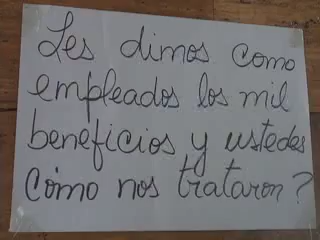 Les dimos como
empleados los mil
beneficios y ustedes
cómo nos trataron?